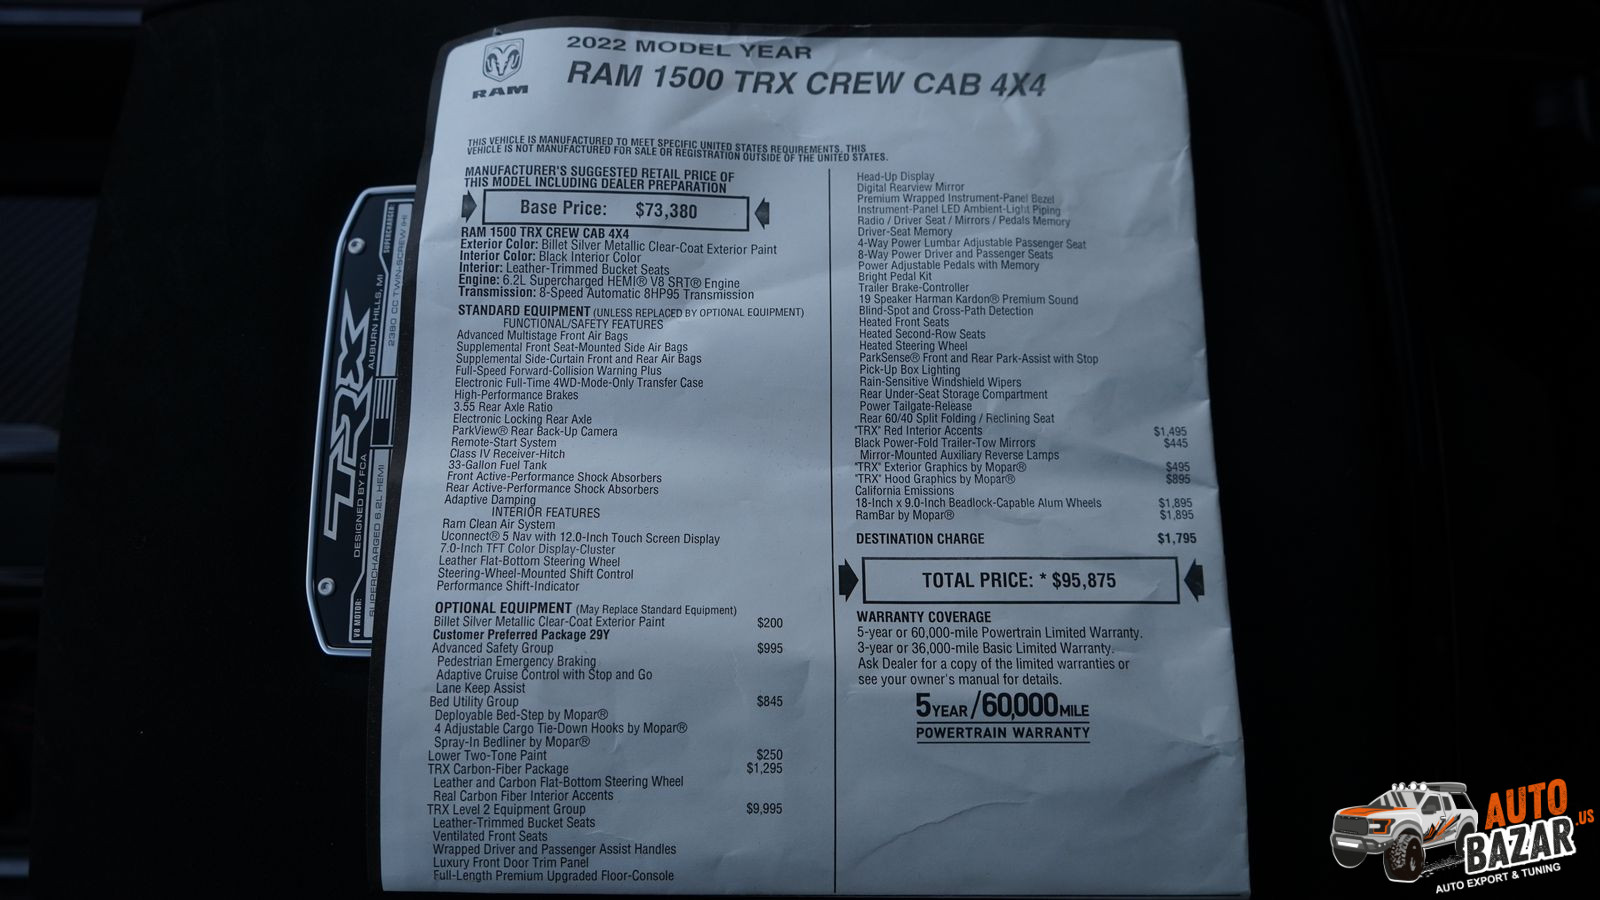 RAM
2022 MODEL YEAR
RAM 1500 TRX CREW CAB 4X4
THIS VEHICLE IS MANUFACTURED TO MEET SPECIFIC UNITED STATES REQUIREMENTS. THIS
VEHICLE IS NOT MANUFACTURED FOR SALE OR REGISTRATION OUTSIDE OF THE UNITED STATES.
MANUFACTURER'S SUGGESTED RETAIL PRICE OF
THIS MODEL INCLUDING DEALER PREPARATION
Base Price: $73,380
RAM 1500 TRX CREW CAB 4X4
Exterior Color: Billet Silver Metallic Clear-Coat Exterior Paint
Interior Color: Black Interior Color
Interior: Leather-Trimmed Bucket Seats
Engine: 6.2L Supercharged HEMI® V8 SRT® Engine
Transmission: 8-Speed Automatic 8HP95 Transmission
STANDARD EQUIPMENT (UNLESS REPLACED BY OPTIONAL EQUIPMENT)
FUNCTIONAL/SAFETY FEATURES
Advanced Multistage Front Air Bags
Supplemental Front Seat-Mounted Side Air Bags
Supplemental Side-Curtain Front and Rear Air Bags
Full-Speed Forward-Collision Warning Plus
Electronic Full-Time 4WD-Mode-Only Transfer Case
High-Performance Brakes
3.55 Rear Axle Ratio
Electronic Locking Rear Axle
ParkView® Rear Back-Up Camera
Remote-Start System
Class IV Receiver-Hitch
33-Gallon Fuel Tank
Front Active-Performance Shock Absorbers
Rear Active-Performance Shock Absorbers
Adaptive Damping
INTERIOR FEATURES
Ram Clean Air System
Uconnect® 5 Nav with 12.0-Inch Touch Screen Display
7.0-Inch TFT Color Display-Cluster
Leather Flat-Bottom Steering Wheel
Steering-Wheel-Mounted Shift Control
Performance Shift-Indicator
OPTIONAL EQUIPMENT (May Replace Standard Equipment)
Billet Silver Metallic Clear-Coat Exterior Paint $200
Customer Preferred Package 29Y
Advanced Safety Group $995
Pedestrian Emergency Braking
Adaptive Cruise Control with Stop and Go
Lane Keep Assist
Bed Utility Group $845
Deployable Bed-Step by Mopar®
4 Adjustable Cargo Tie-Down Hooks by Mopar®
Spray-In Bedliner by Mopar®
Lower Two-Tone Paint $250
TRX Carbon-Fiber Package $1,295
Leather and Carbon Flat-Bottom Steering Wheel
Real Carbon Fiber Interior Accents
TRX Level 2 Equipment Group $9,995
Leather-Trimmed Bucket Seats
Ventilated Front Seats
Wrapped Driver and Passenger Assist Handles
Luxury Front Door Trim Panel
Full-Length Premium Upgraded Floor-Console
Head-Up Display
Digital Rearview Mirror
Premium Wrapped Instrument-Panel Bezel
Instrument-Panel LED Ambient-Light Piping
Radio / Driver Seat / Mirrors / Pedals Memory
Driver-Seat Memory
4-Way Power Lumbar Adjustable Passenger Seat
8-Way Power Driver and Passenger Seats
Power Adjustable Pedals with Memory
Bright Pedal Kit
Trailer Brake-Controller
19 Speaker Harman Kardon® Premium Sound
Blind-Spot and Cross-Path Detection
Heated Front Seats
Heated Second-Row Seats
Heated Steering Wheel
ParkSense® Front and Rear Park-Assist with Stop
Pick-Up Box Lighting
Rain-Sensitive Windshield Wipers
Rear Under-Seat Storage Compartment
Power Tailgate-Release
Rear 60/40 Split Folding / Reclining Seat
"TRX" Red Interior Accents $1,495
Black Power-Fold Trailer-Tow Mirrors $445
Mirror-Mounted Auxiliary Reverse Lamps
"TRX" Exterior Graphics by Mopar® $495
"TRX" Hood Graphics by Mopar® $895
California Emissions
18-Inch x 9.0-Inch Beadlock-Capable Alum Wheels $1,895
RamBar by Mopar® $1,895
DESTINATION CHARGE $1,795
TOTAL PRICE: * $95,875
WARRANTY COVERAGE
5-year or 60,000-mile Powertrain Limited Warranty.
3-year or 36,000-mile Basic Limited Warranty.
Ask Dealer for a copy of the limited warranties or
see your owner's manual for details.
5YEAR/60,000MILE
POWERTRAIN WARRANTY
TRX
DESIGNED BY FCA AUBURN HILLS, MI
V8 MOTOR: SUPERCHARGED 6.2L HEMI
SUPERCHARGER: 2380 CC TWIN-SCREW IHI
AUTO
BAZAR.US
AUTO EXPORT & TUNING